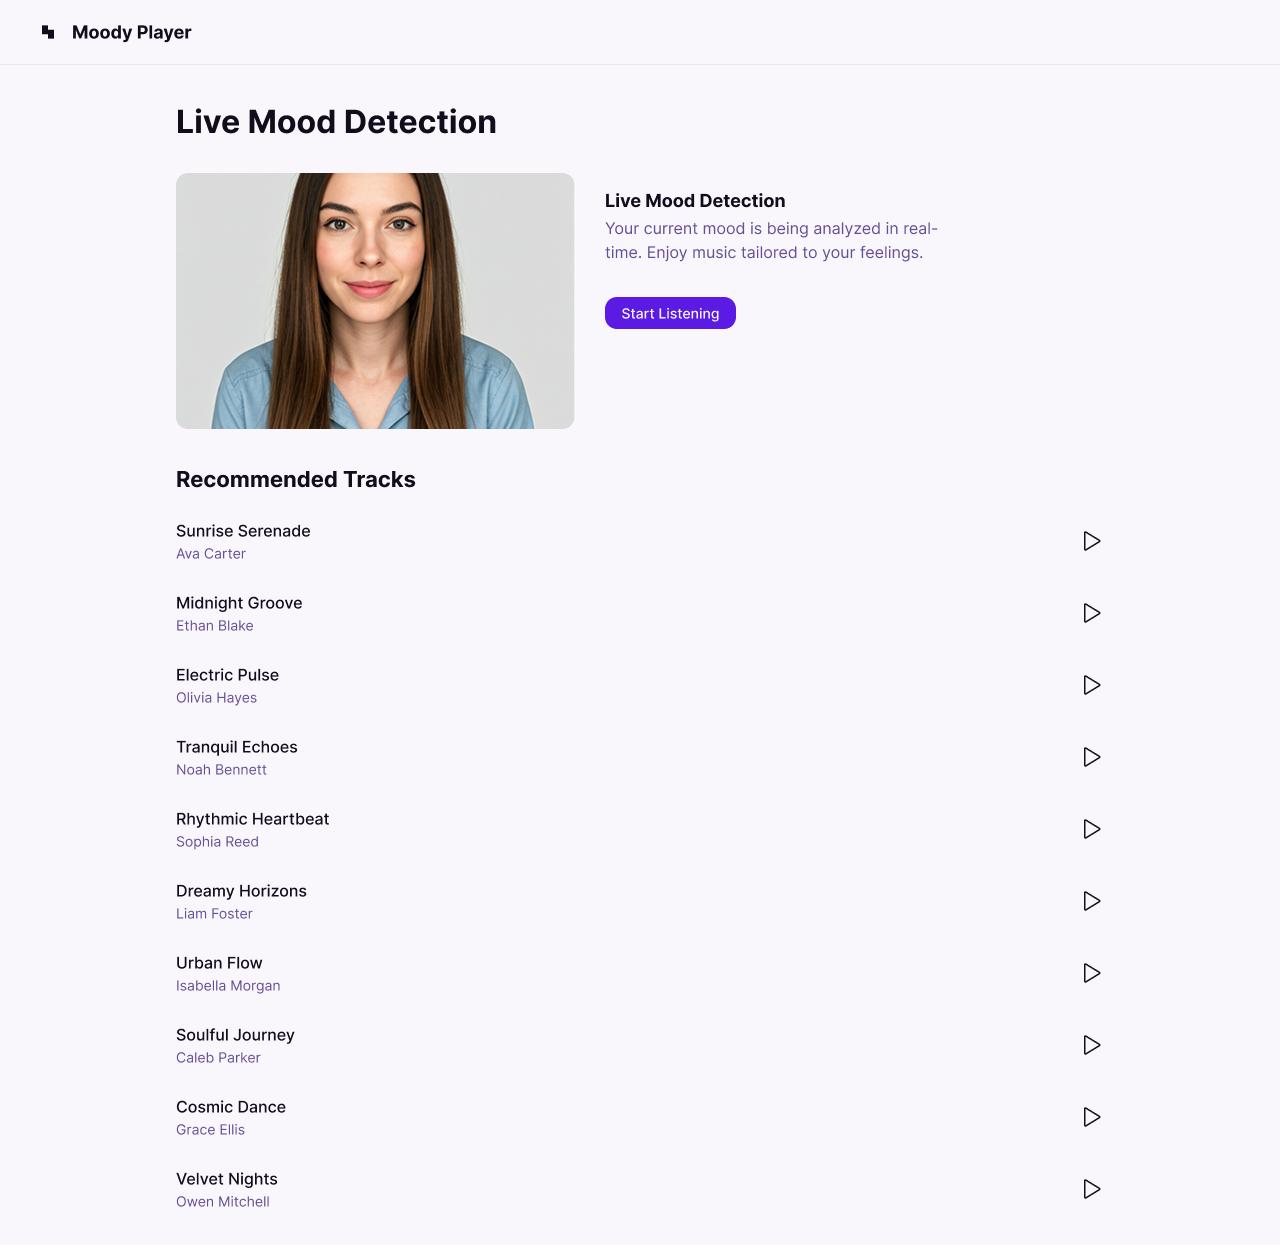 Moody Player
Live Mood Detection
Live Mood Detection
Your current mood is being analyzed in real-
time. Enjoy music tailored to your feelings.
Start Listening
Recommended Tracks
Sunrise Serenade
Ava Carter
Midnight Groove
Ethan Blake
Electric Pulse
Olivia Hayes
Tranquil Echoes
Noah Bennett
Rhythmic Heartbeat
Sophia Reed
Dreamy Horizons
Liam Foster
Urban Flow
Isabella Morgan
Soulful Journey
Caleb Parker
Cosmic Dance
Grace Ellis
Velvet Nights
Owen Mitchell